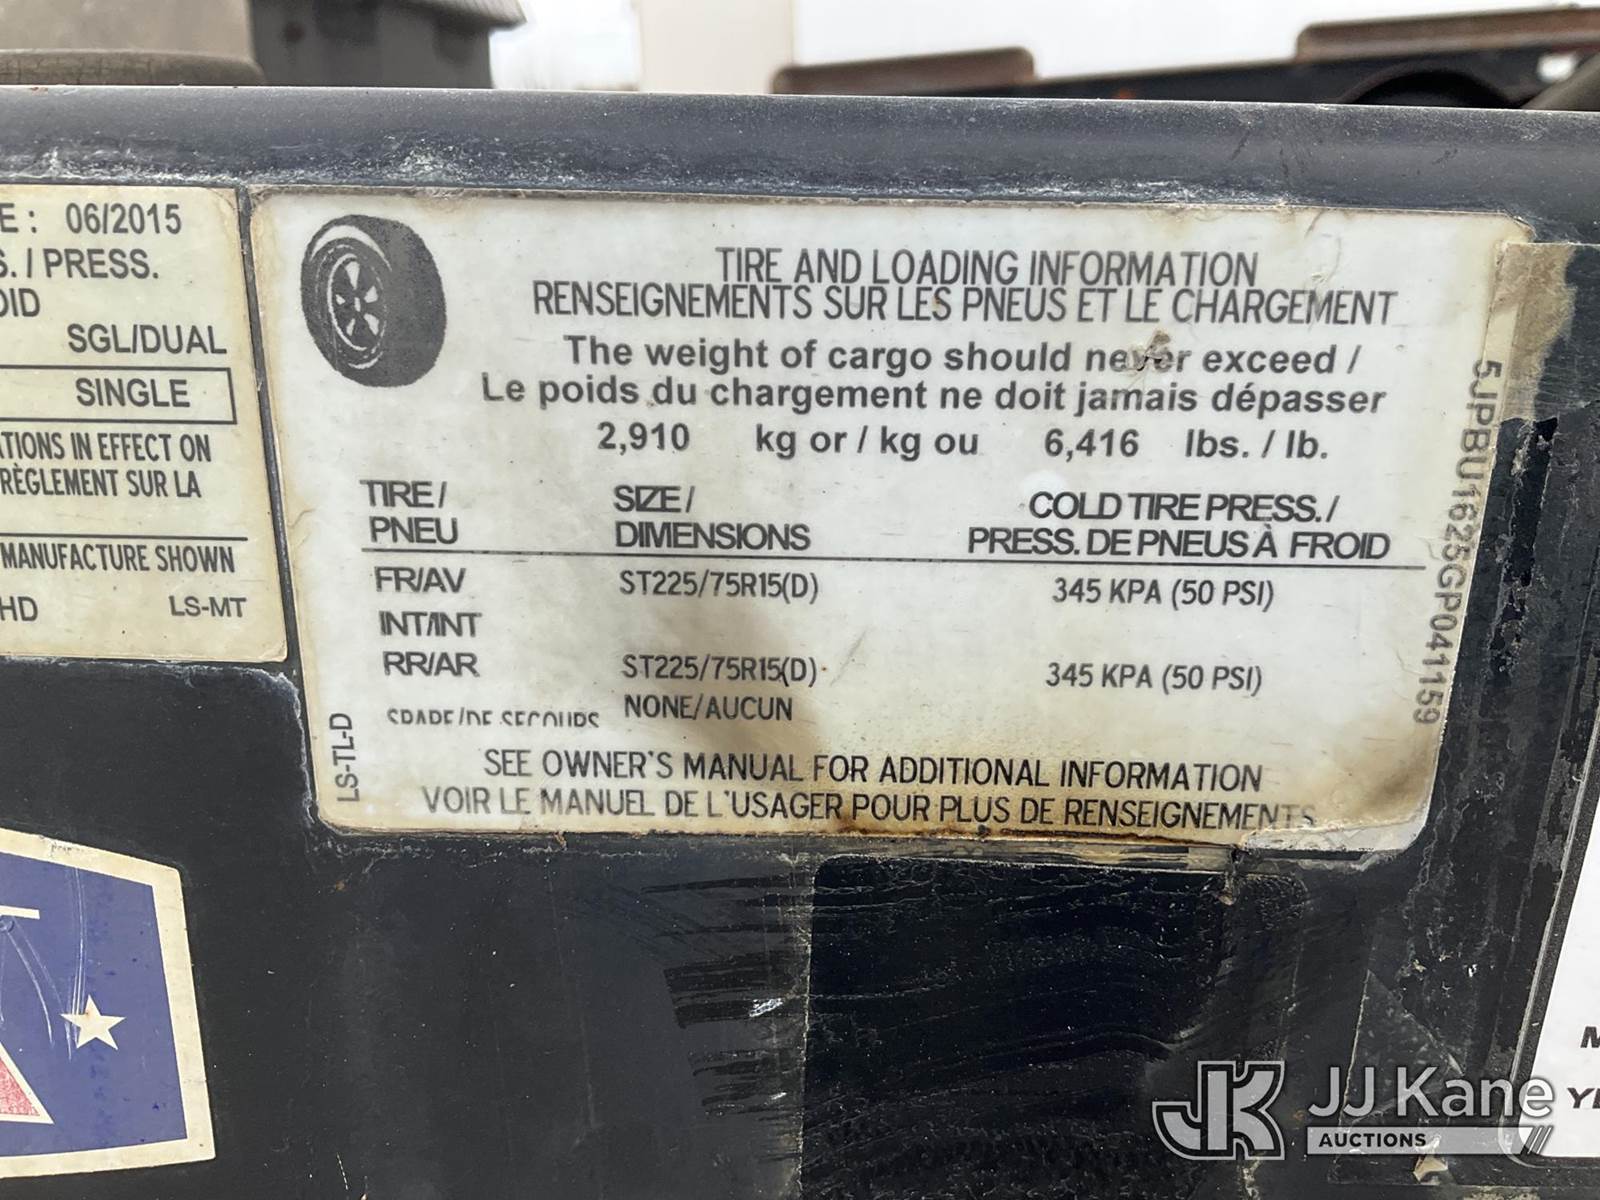 E : 06/2015
S. / PRESS.
OID
SGL/DUAL
SINGLE
TIONS IN EFFECT ON
RÈGLEMENT SUR LA
MANUFACTURE SHOWN
HD LS-MT
TIRE AND LOADING INFORMATION
RENSEIGNEMENTS SUR LES PNEUS ET LE CHARGEMENT
The weight of cargo should never exceed /
Le poids du chargement ne doit jamais dépasser
2,910 kg or / kg ou 6,416 lbs. / lb.
TIRE / SIZE / COLD TIRE PRESS. /
PNEU DIMENSIONS PRESS. DE PNEUS À FROID
FR/AV ST225/75R15(D) 345 KPA (50 PSI)
INT/INT
RR/AR ST225/75R15(D) 345 KPA (50 PSI)
SPARE/DE SECOURS NONE/AUCUN
SEE OWNER'S MANUAL FOR ADDITIONAL INFORMATION
VOIR LE MANUEL DE L'USAGER POUR PLUS DE RENSEIGNEMENTS
LS-TL-D
5JPBU1625GP041159
JK JJ Kane
AUCTIONS